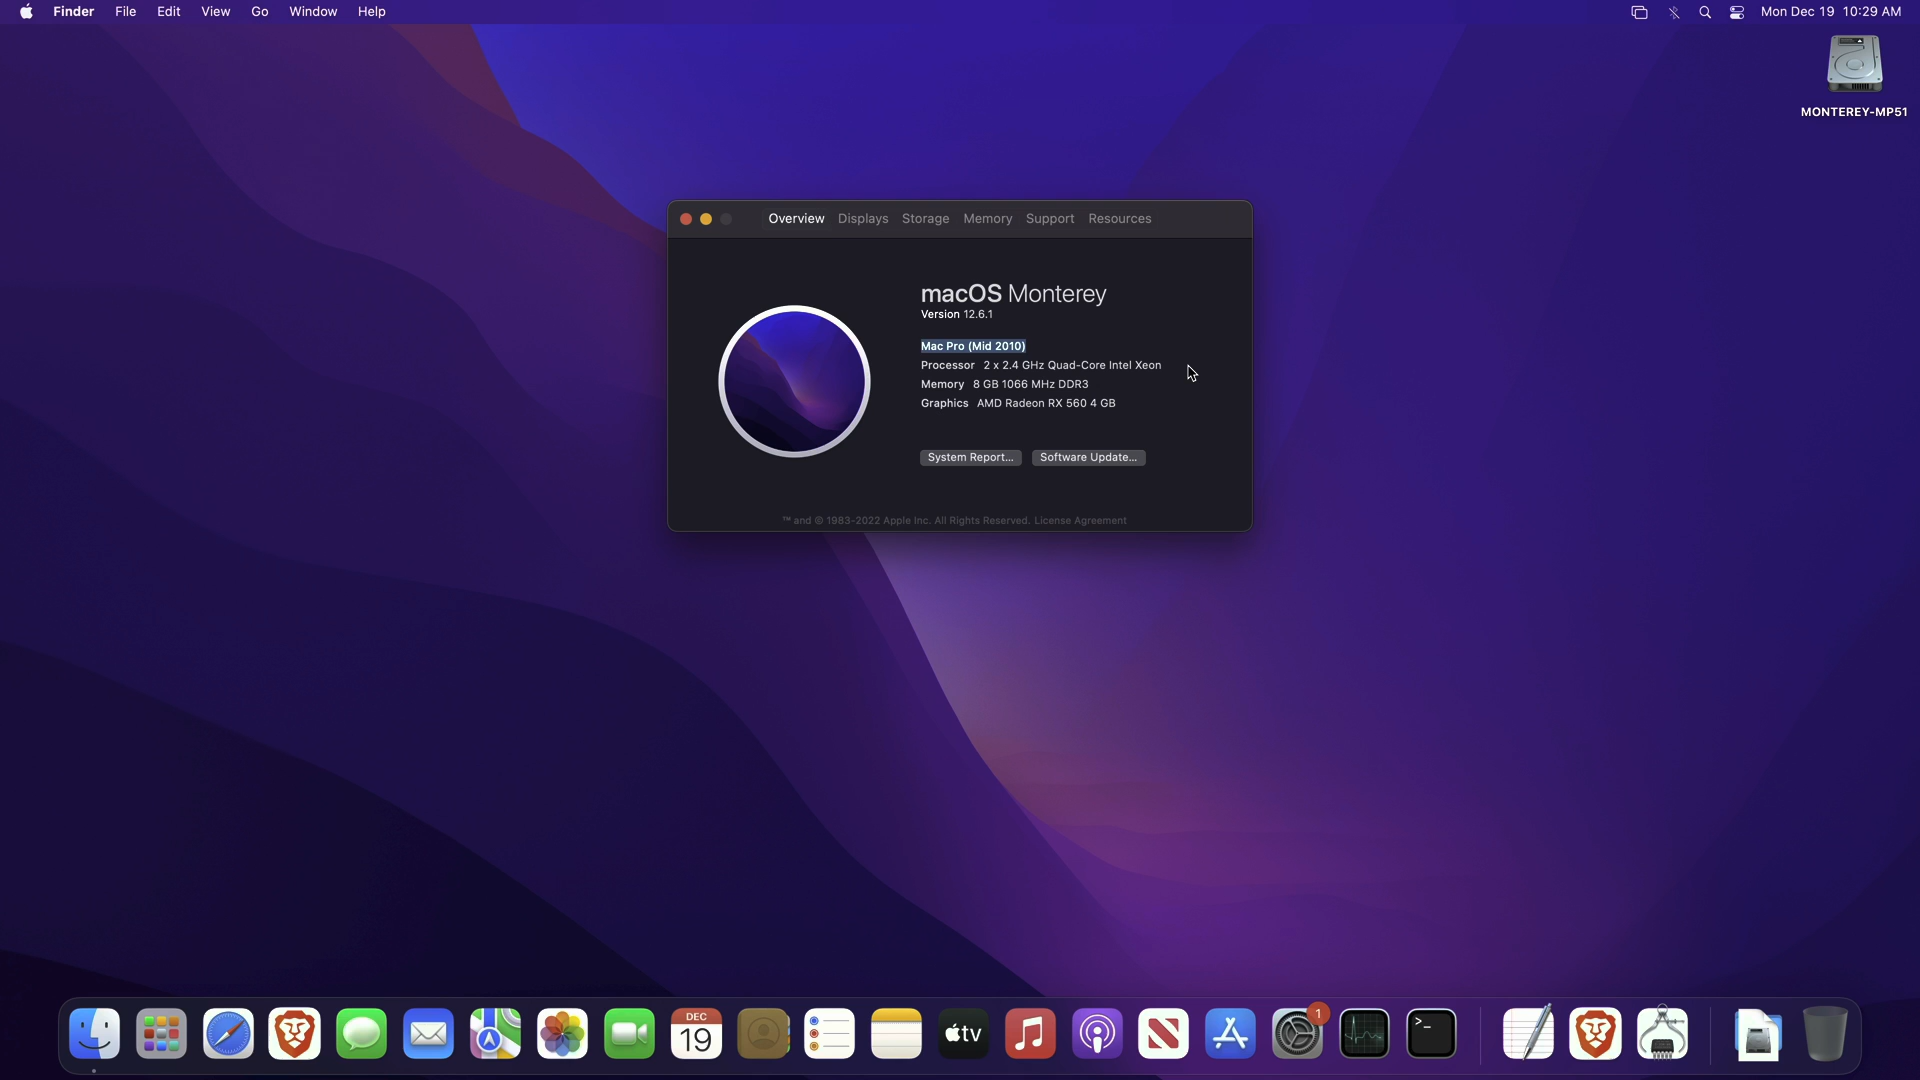 Finder File Edit View Go Window Help
Mon Dec 19 10:29 AM
MONTEREY-MP51
Overview Displays Storage Memory Support Resources
macOS Monterey
Version 12.6.1
Mac Pro (Mid 2010)
Processor 2 x 2.4 GHz Quad-Core Intel Xeon
Memory 8 GB 1066 MHz DDR3
Graphics AMD Radeon RX 560 4 GB
System Report... Software Update...
™ and © 1983-2022 Apple Inc. All Rights Reserved. License Agreement
DEC
19
tv
1
>_